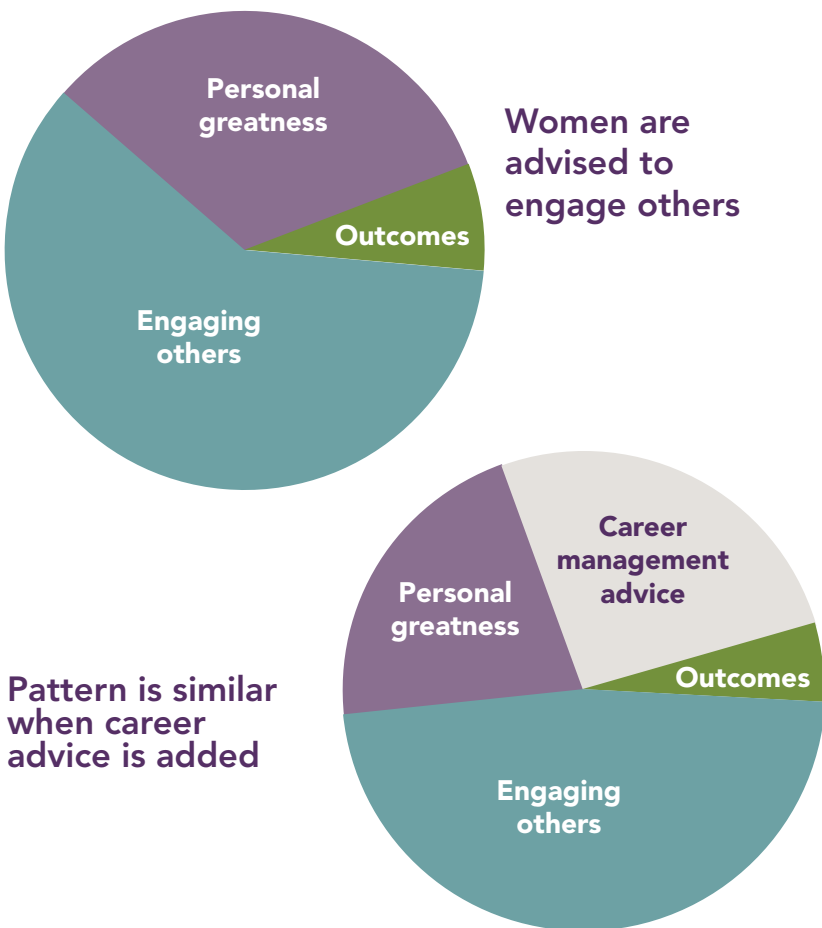 Personal
greatness
Women are
advised to
engage others
Outcomes
Engaging
others
Career
management
advice
Personal
greatness
Outcomes
Pattern is similar
when career
advice is added
Engaging
others